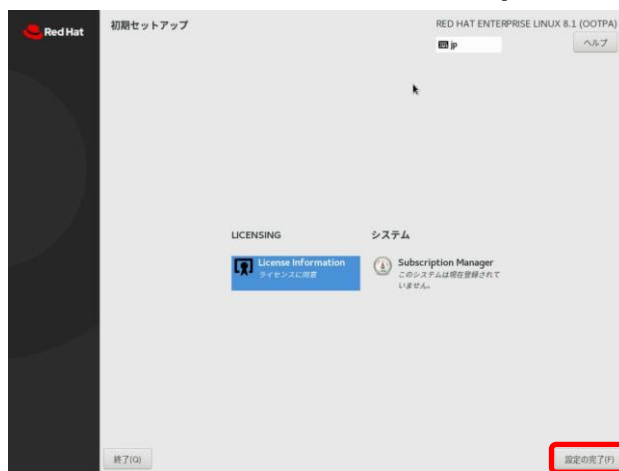 Red Hat
初期セットアップ
RED HAT ENTERPRISE LINUX 8.1 (OOTPA)
jp
ヘルプ
LICENSING
システム
License Information
ライセンスに同意
Subscription Manager
このシステムは現在登録されて
いません。
終了(Q)
設定の完了(F)